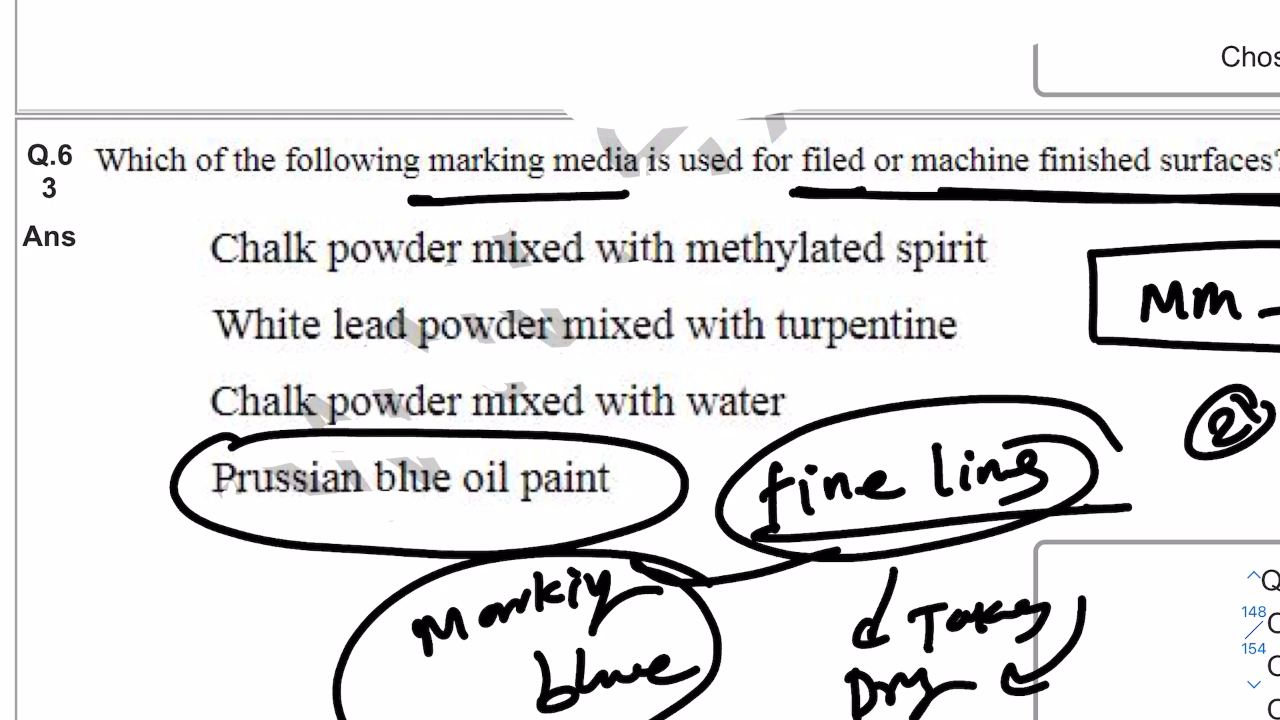 Chos
Q.6 Which of the following marking media is used for filed or machine finished surfaces?
3
Ans
Chalk powder mixed with methylated spirit
White lead powder mixed with turpentine
Chalk powder mixed with water
Prussian blue oil paint
MM -
fine line
Marking
blue
Takes
Dry
148
154